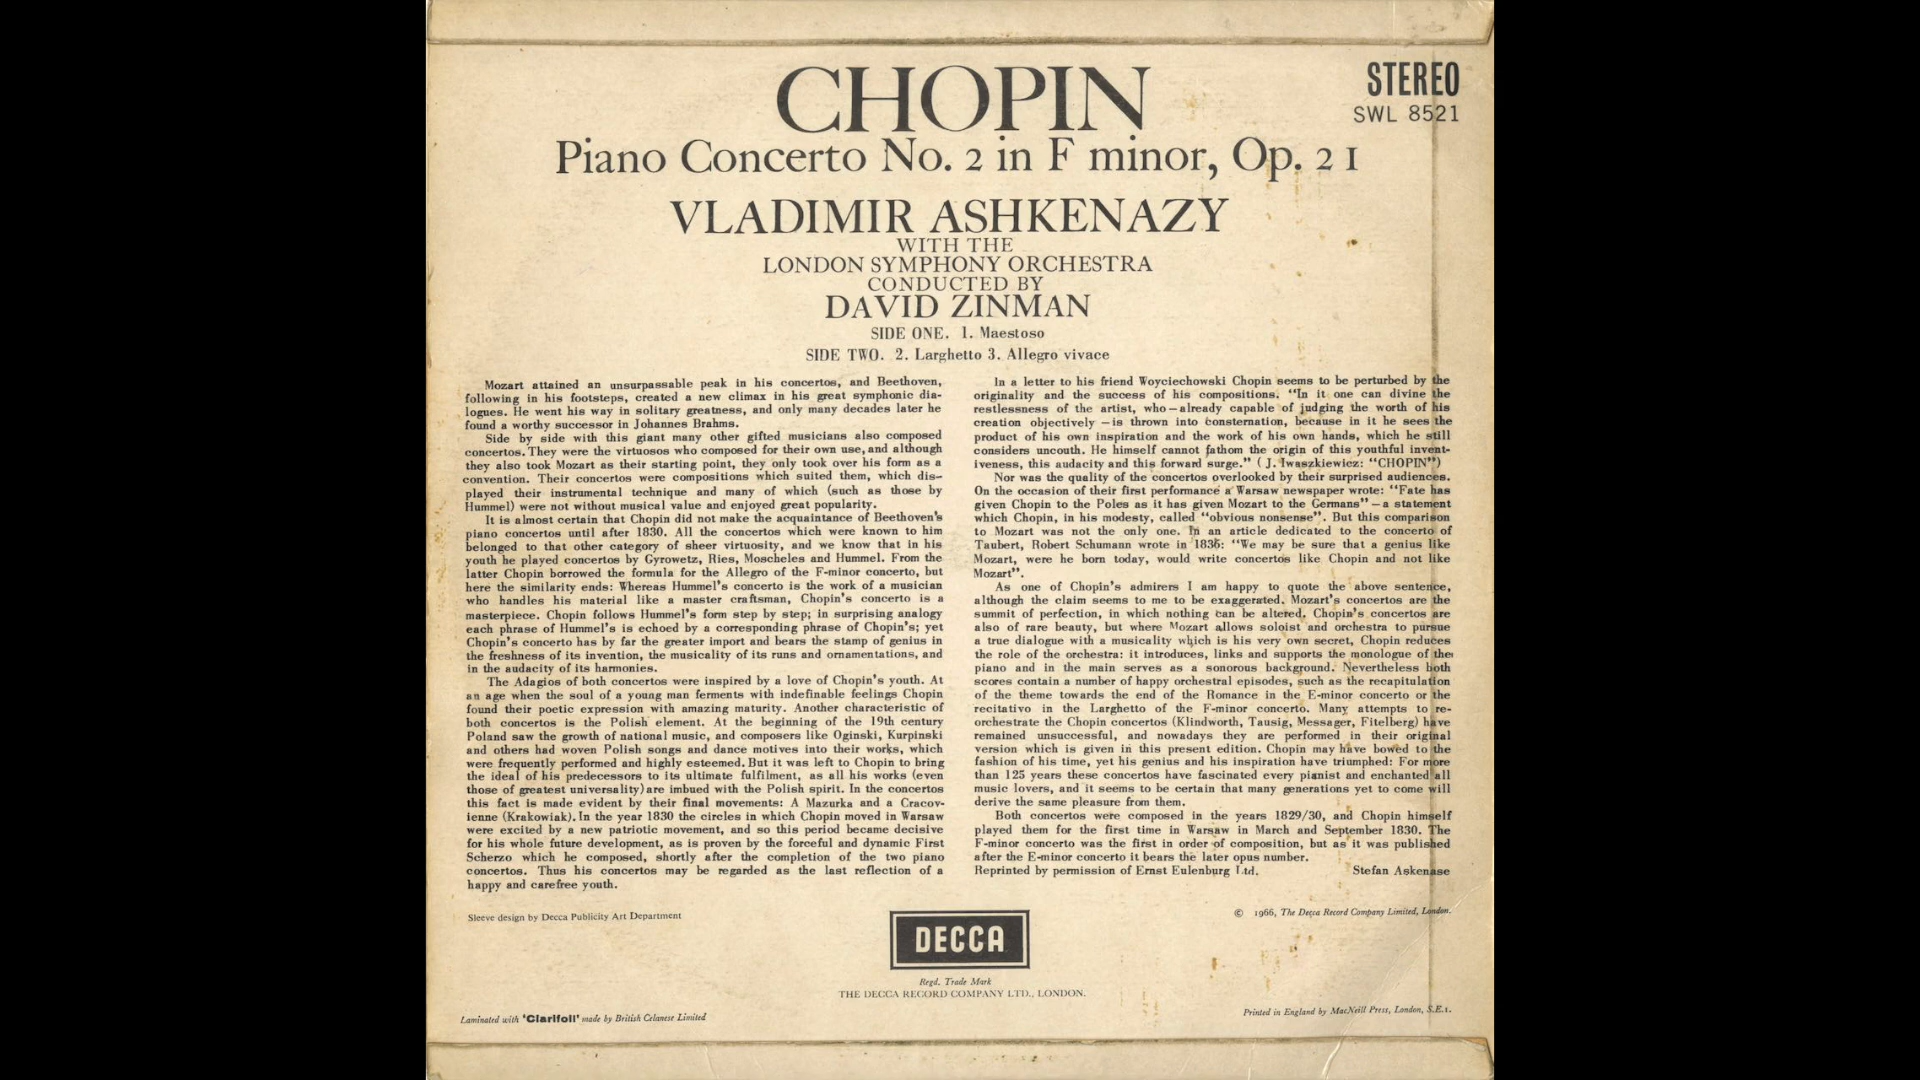 CHOPIN
STEREO
SWL 8521
Piano Concerto No. 2 in F minor, Op. 21
VLADIMIR ASHKENAZY
WITH THE
LONDON SYMPHONY ORCHESTRA
CONDUCTED BY
DAVID ZINMAN
SIDE ONE. 1. Maestoso
SIDE TWO. 2. Larghetto 3. Allegro vivace
Mozart attained an unsurpassable peak in his concertos, and Beethoven,
following in his footsteps, created a new climax in his great symphonic dia-
logues. He went his way in solitary greatness, and only many decades later he
found a worthy successor in Johannes Brahms.
Side by side with this giant many other gifted musicians also composed
concertos. They were the virtuosos who composed for their own use, and although
they also took Mozart as their starting point, they only took over his form as a
convention. Their concertos were compositions which suited them, which dis-
played their instrumental technique and many of which (such as those by
Hummel) were not without musical value and enjoyed great popularity.
It is almost certain that Chopin did not make the acquaintance of Beethoven's
piano concertos until after 1830. All the concertos which were known to him
belonged to that other category of sheer virtuosity, and we know that in his
youth he played concertos by Gyrowetz, Ries, Moscheles and Hummel. From the
latter Chopin borrowed the formula for the Allegro of the F-minor concerto, but
here the similarity ends: Whereas Hummel's concerto is the work of a musician
who handles his material like a master craftsman, Chopin's concerto is a
masterpiece. Chopin follows Hummel's form step by step; in surprising analogy
each phrase of Hummel's is echoed by a corresponding phrase of Chopin's; yet
Chopin's concerto has by far the greater import and bears the stamp of genius in
the freshness of its invention, the musicality of its runs and ornamentations, and
in the audacity of its harmonies.
The Adagios of both concertos were inspired by a love of Chopin's youth. At
an age when the soul of a young man ferments with indefinable feelings Chopin
found their poetic expression with amazing maturity. Another characteristic of
both concertos is the Polish element. At the beginning of the 19th century
Poland saw the growth of national music, and composers like Oginski, Kurpinski
and others had woven Polish songs and dance motives into their works, which
were frequently performed and highly esteemed. But it was left to Chopin to bring
the ideal of his predecessors to its ultimate fulfilment, as all his works (even
those of greatest universality) are imbued with the Polish spirit. In the concertos
this fact is made evident by their final movements: A Mazurka and a Cracov-
ienne (Krakowiak). In the year 1830 the circles in which Chopin moved in Warsaw
were excited by a new patriotic movement, and so this period became decisive
for his whole future development, as is proven by the forceful and dynamic First
Scherzo which he composed, shortly after the completion of the two piano
concertos. Thus his concertos may be regarded as the last reflection of a
happy and carefree youth.
In a letter to his friend Woyciechowski Chopin seems to be perturbed by the
originality and the success of his compositions. "In it one can divine the
restlessness of the artist, who—already capable of judging the worth of his
creation objectively—is thrown into consternation, because in it he sees the
product of his own inspiration and the work of his own hands, which he still
considers uncouth. He himself cannot fathom the origin of this youthful invent-
iveness, this audacity and this forward surge." (J. Iwaszkiewicz: "CHOPIN")
Nor was the quality of the concertos overlooked by their surprised audiences.
On the occasion of their first performance a Warsaw newspaper wrote: "Fate has
given Chopin to the Poles as it has given Mozart to the Germans"—a statement
which Chopin, in his modesty, called "obvious nonsense". But this comparison
to Mozart was not the only one. In an article dedicated to the concerto of
Taubert, Robert Schumann wrote in 1836: "We may be sure that a genius like
Mozart, were he born today, would write concertos like Chopin and not like
Mozart".
As one of Chopin's admirers I am happy to quote the above sentence,
although the claim seems to me to be exaggerated. Mozart's concertos are the
summit of perfection, in which nothing can be altered. Chopin's concertos are
also of rare beauty, but where Mozart allows soloist and orchestra to pursue
a true dialogue with a musicality which is his very own secret, Chopin reduces
the role of the orchestra: it introduces, links and supports the monologue of the
piano and in the main serves as a sonorous background. Nevertheless both
scores contain a number of happy orchestral episodes, such as the recapitulation
of the theme towards the end of the Romance in the E-minor concerto or the
recitativo in the Larghetto of the F-minor concerto. Many attempts to re-
orchestrate the Chopin concertos (Klindworth, Tausig, Messager, Fitelberg) have
remained unsuccessful, and nowadays they are performed in their original
version which is given in this present edition. Chopin may have bowed to the
fashion of his time, yet his genius and his inspiration have triumphed: For more
than 125 years these concertos have fascinated every pianist and enchanted all
music lovers, and it seems to be certain that many generations yet to come will
derive the same pleasure from them.
Both concertos were composed in the years 1829/30, and Chopin himself
played them for the first time in Warsaw in March and September 1830. The
F-minor concerto was the first in order of composition, but as it was published
after the E-minor concerto it bears the later opus number.
Reprinted by permission of Ernst Eulenburg Ltd. Stefan Askenase
Sleeve design by Decca Publicity Art Department
© 1966, The Decca Record Company Limited, London.
DECCA
Regd. Trade Mark
THE DECCA RECORD COMPANY LTD., LONDON.
Laminated with 'Clarifoil' made by British Celanese Limited
Printed in England by MacNeill Press, London, S.E.1.